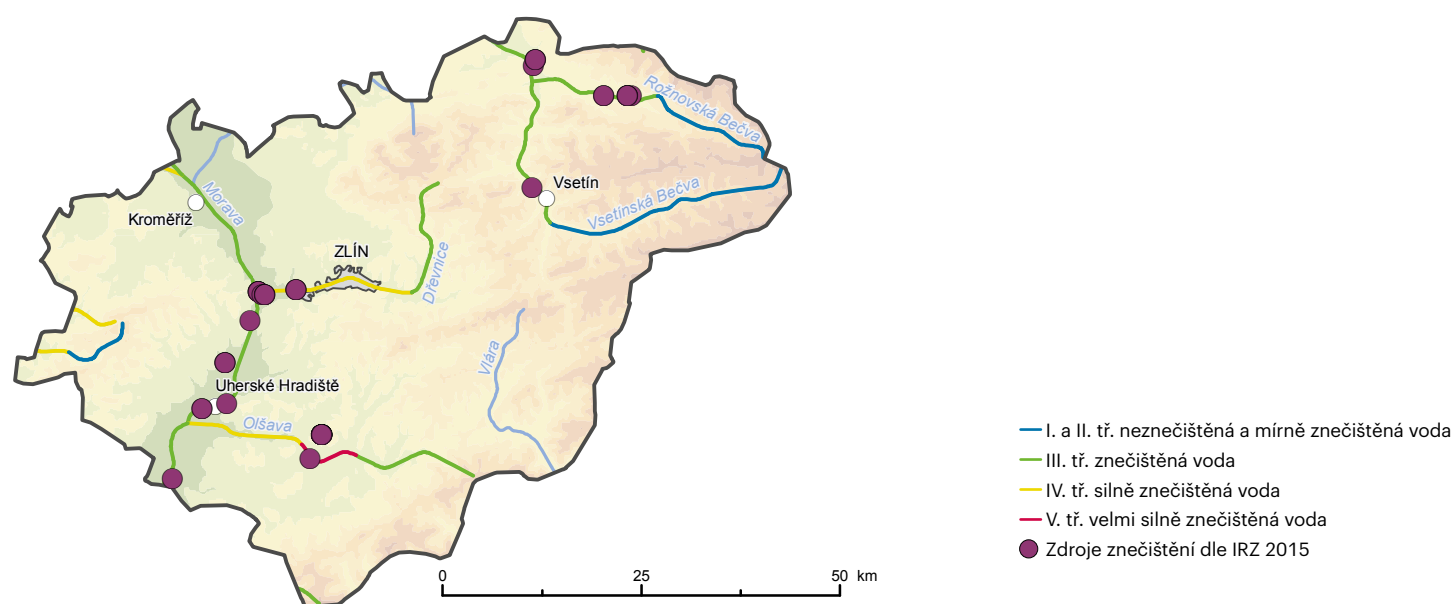 Rožnovská Bečva
Vsetín
Vsetínská Bečva
Morava
Kroměříž
ZLÍN
Dřevnice
Vlára
Uherské Hradiště
Olšava
I. a II. tř. neznečištěná a mírně znečištěná voda
III. tř. znečištěná voda
IV. tř. silně znečištěná voda
V. tř. velmi silně znečištěná voda
Zdroje znečištění dle IRZ 2015
0 25 50 km